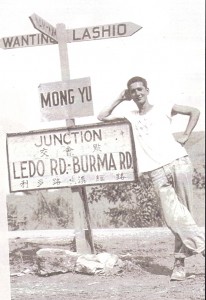 WANTING LASHIO
MONG YU
JUNCTION
LEDO RD.-BURMA RD.